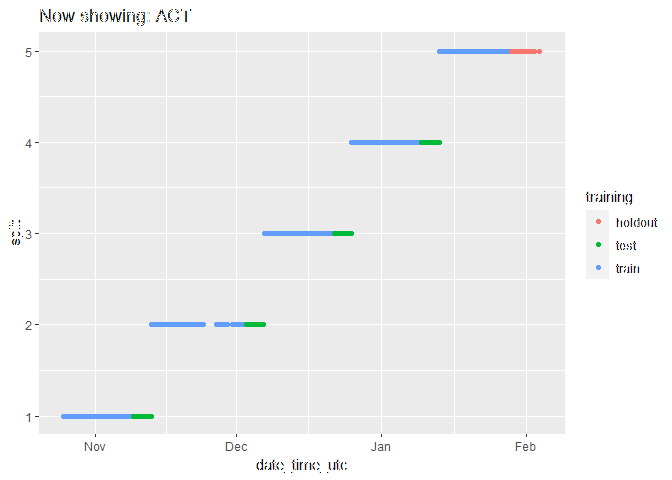 Now showing: ACT
5
4
3
2
1
Nov Dec Jan Feb
date_time_utc
training
holdout
test
train